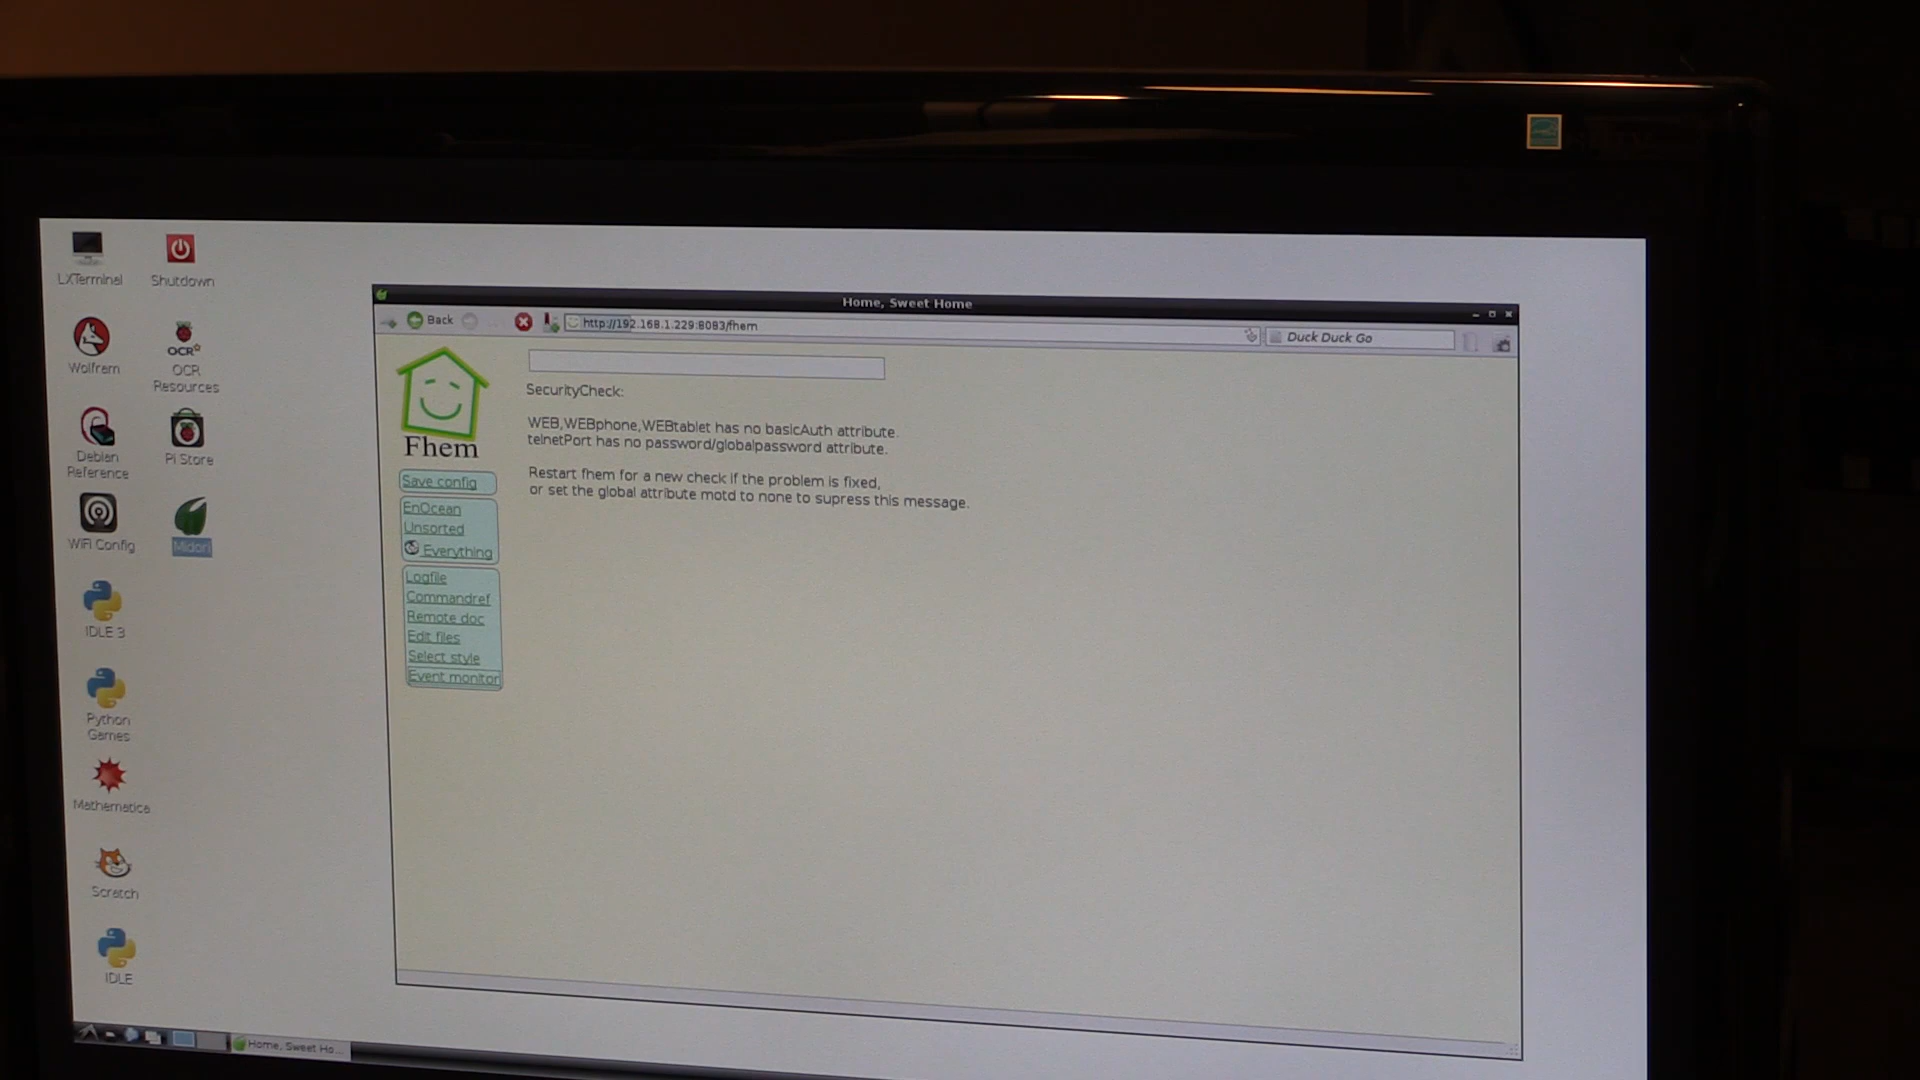 LXTerminal
Shutdown
Wolfram
OCR
OCR
Resources
Debian
Reference
Pi Store
WiFi Config
Midori
IDLE 3
Python
Games
Mathematica
Scratch
IDLE
Home, Sweet Home
Back
http://192.168.1.229:8083/fhem
Duck Duck Go
Fhem
Save config
EnOcean
Unsorted
Everything
Logfile
Commandref
Remote doc
Edit files
Select style
Event monitor
SecurityCheck:
WEB,WEBphone,WEBtablet has no basicAuth attribute.
telnetPort has no password/globalpassword attribute.
Restart fhem for a new check if the problem is fixed,
or set the global attribute motd to none to supress this message.
Home, Sweet Ho...